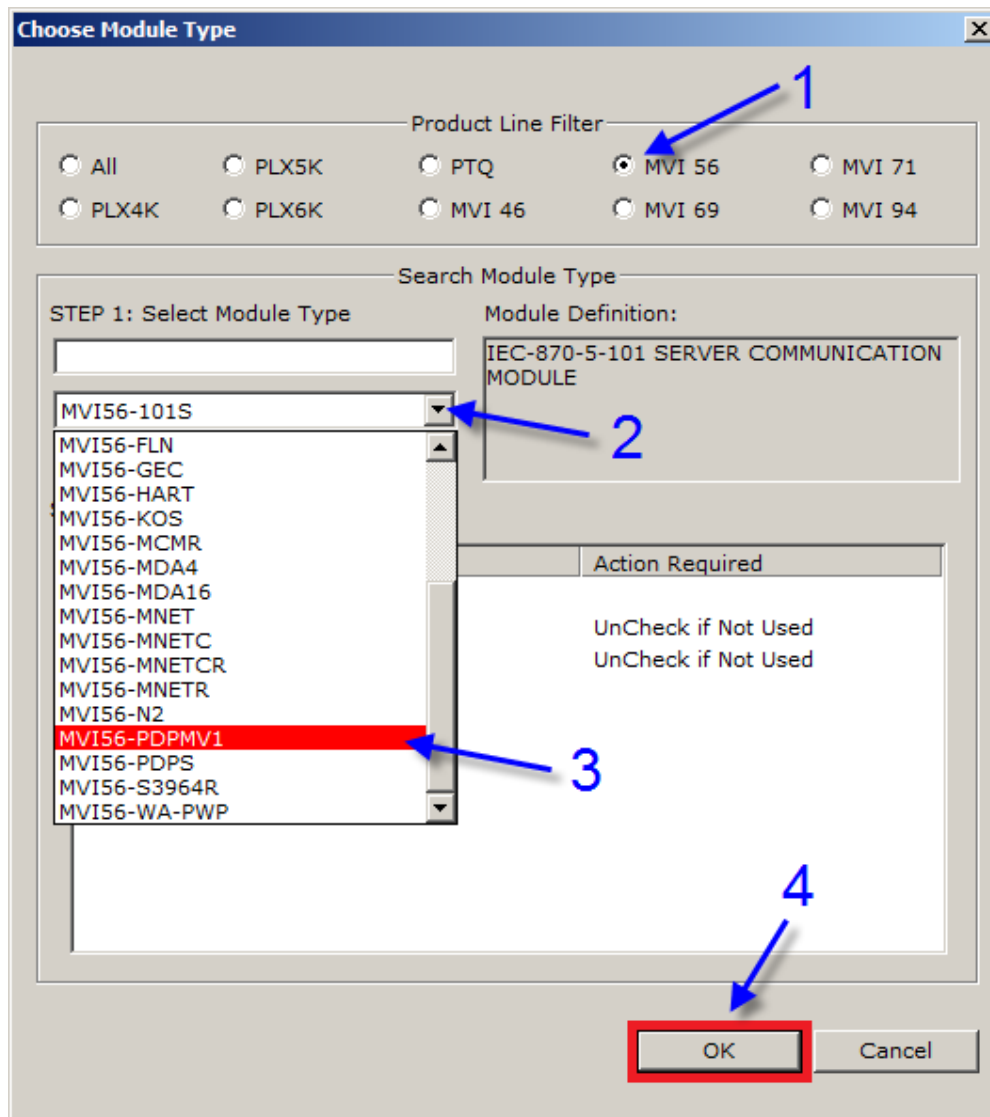 Choose Module Type
1
Product Line Filter
All PLX5K PTQ MVI 56 MVI 71
PLX4K PLX6K MVI 46 MVI 69 MVI 94
Search Module Type
STEP 1: Select Module Type Module Definition:
IEC-870-5-101 SERVER COMMUNICATION
MODULE
MVI56-101S
2
MVI56-FLN
MVI56-GEC
MVI56-HART
MVI56-KOS
MVI56-MCMR
MVI56-MDA4
MVI56-MDA16
MVI56-MNET
MVI56-MNETC
MVI56-MNETCR
MVI56-MNETR
MVI56-N2
MVI56-PDPMV1
MVI56-PDPS
MVI56-S3964R
MVI56-WA-PWP
Action Required
UnCheck if Not Used
UnCheck if Not Used
3
4
OK Cancel